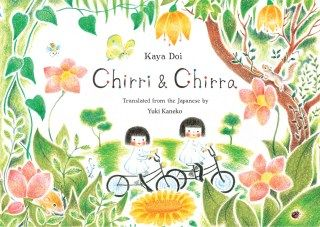 Kaya Doi
Chirri & Chirra
Translated from the Japanese by
Yuki Kaneko